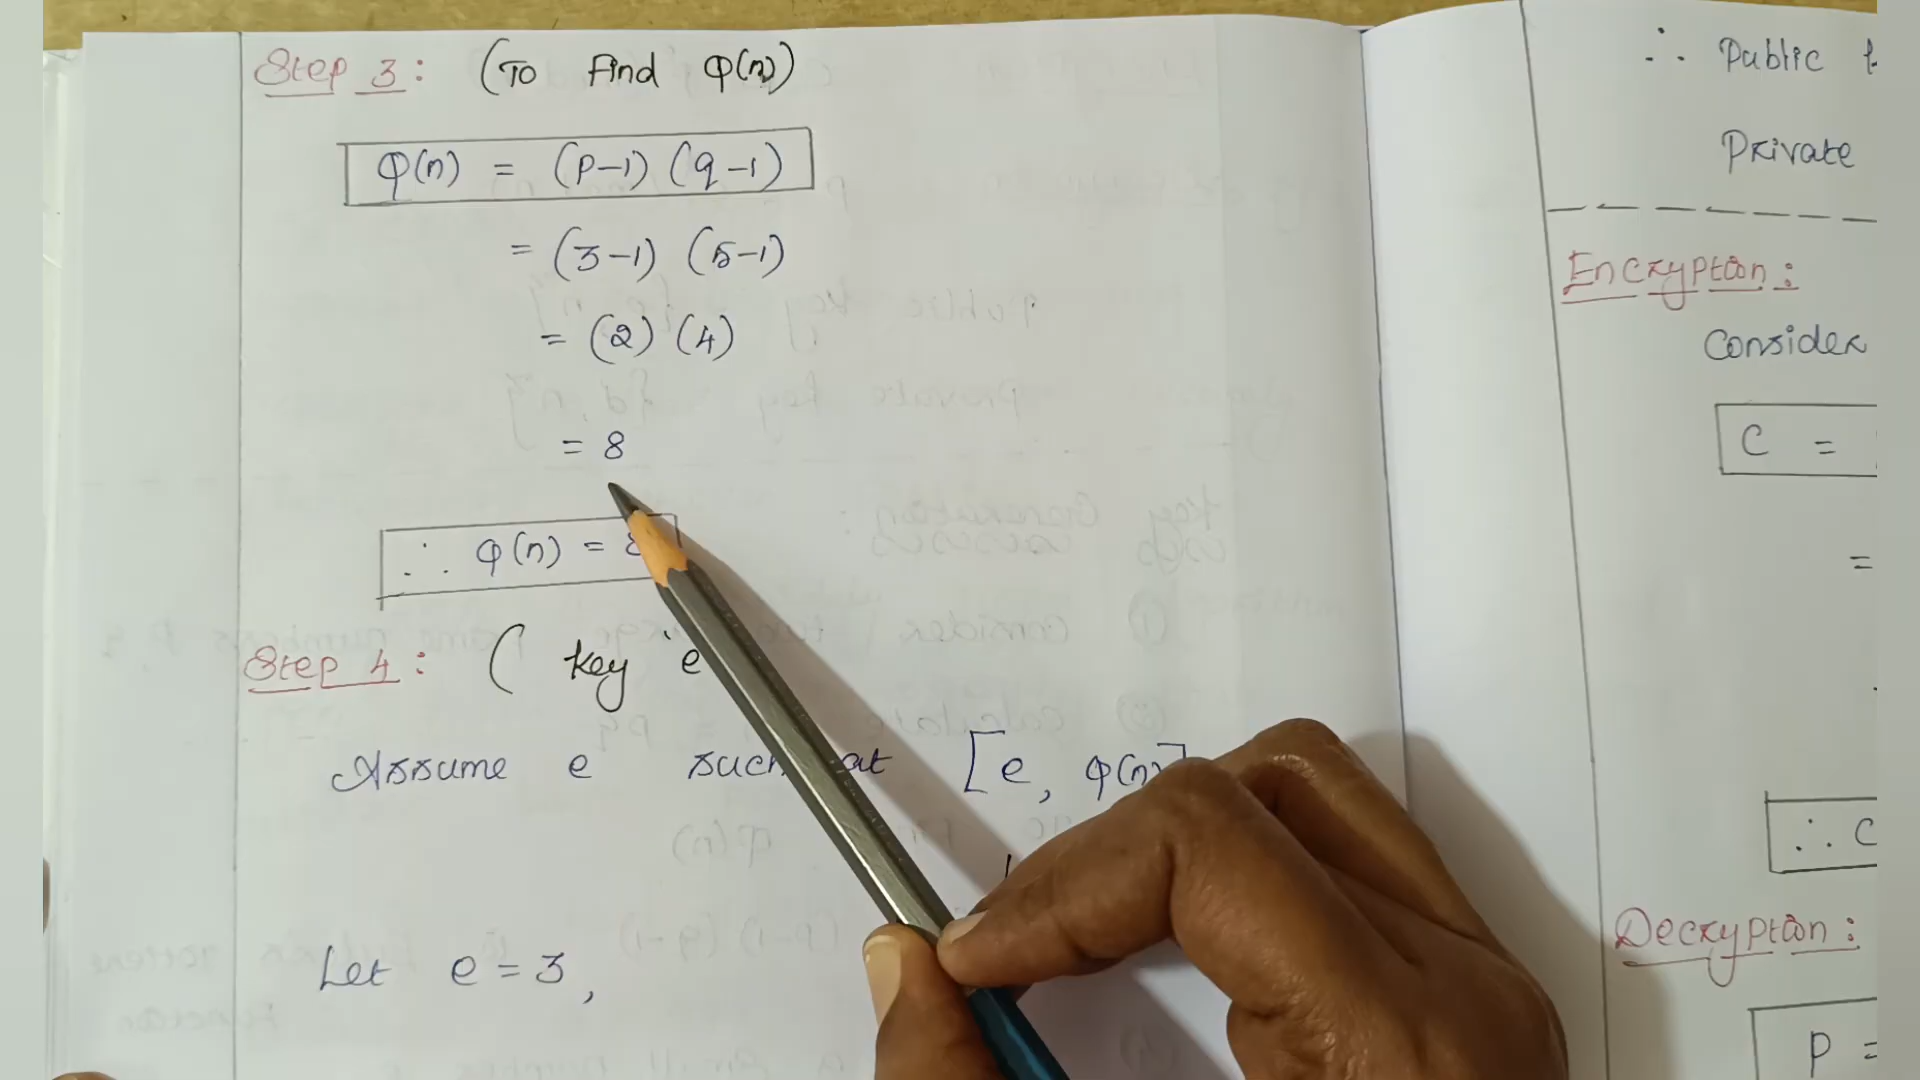 Step 3: (To Find φ(n))
φ(n) = (p-1) (q-1)
= (3-1) (5-1)
= (2) (4)
= 8
∴ φ(n) = 8
Step 4: ( key 'e
Assume e such at [e, φ(n)]
Let e = 3,
∴ Public
Private
Encryption:
Consider
C =
=
∴ C
Decryption:
P =